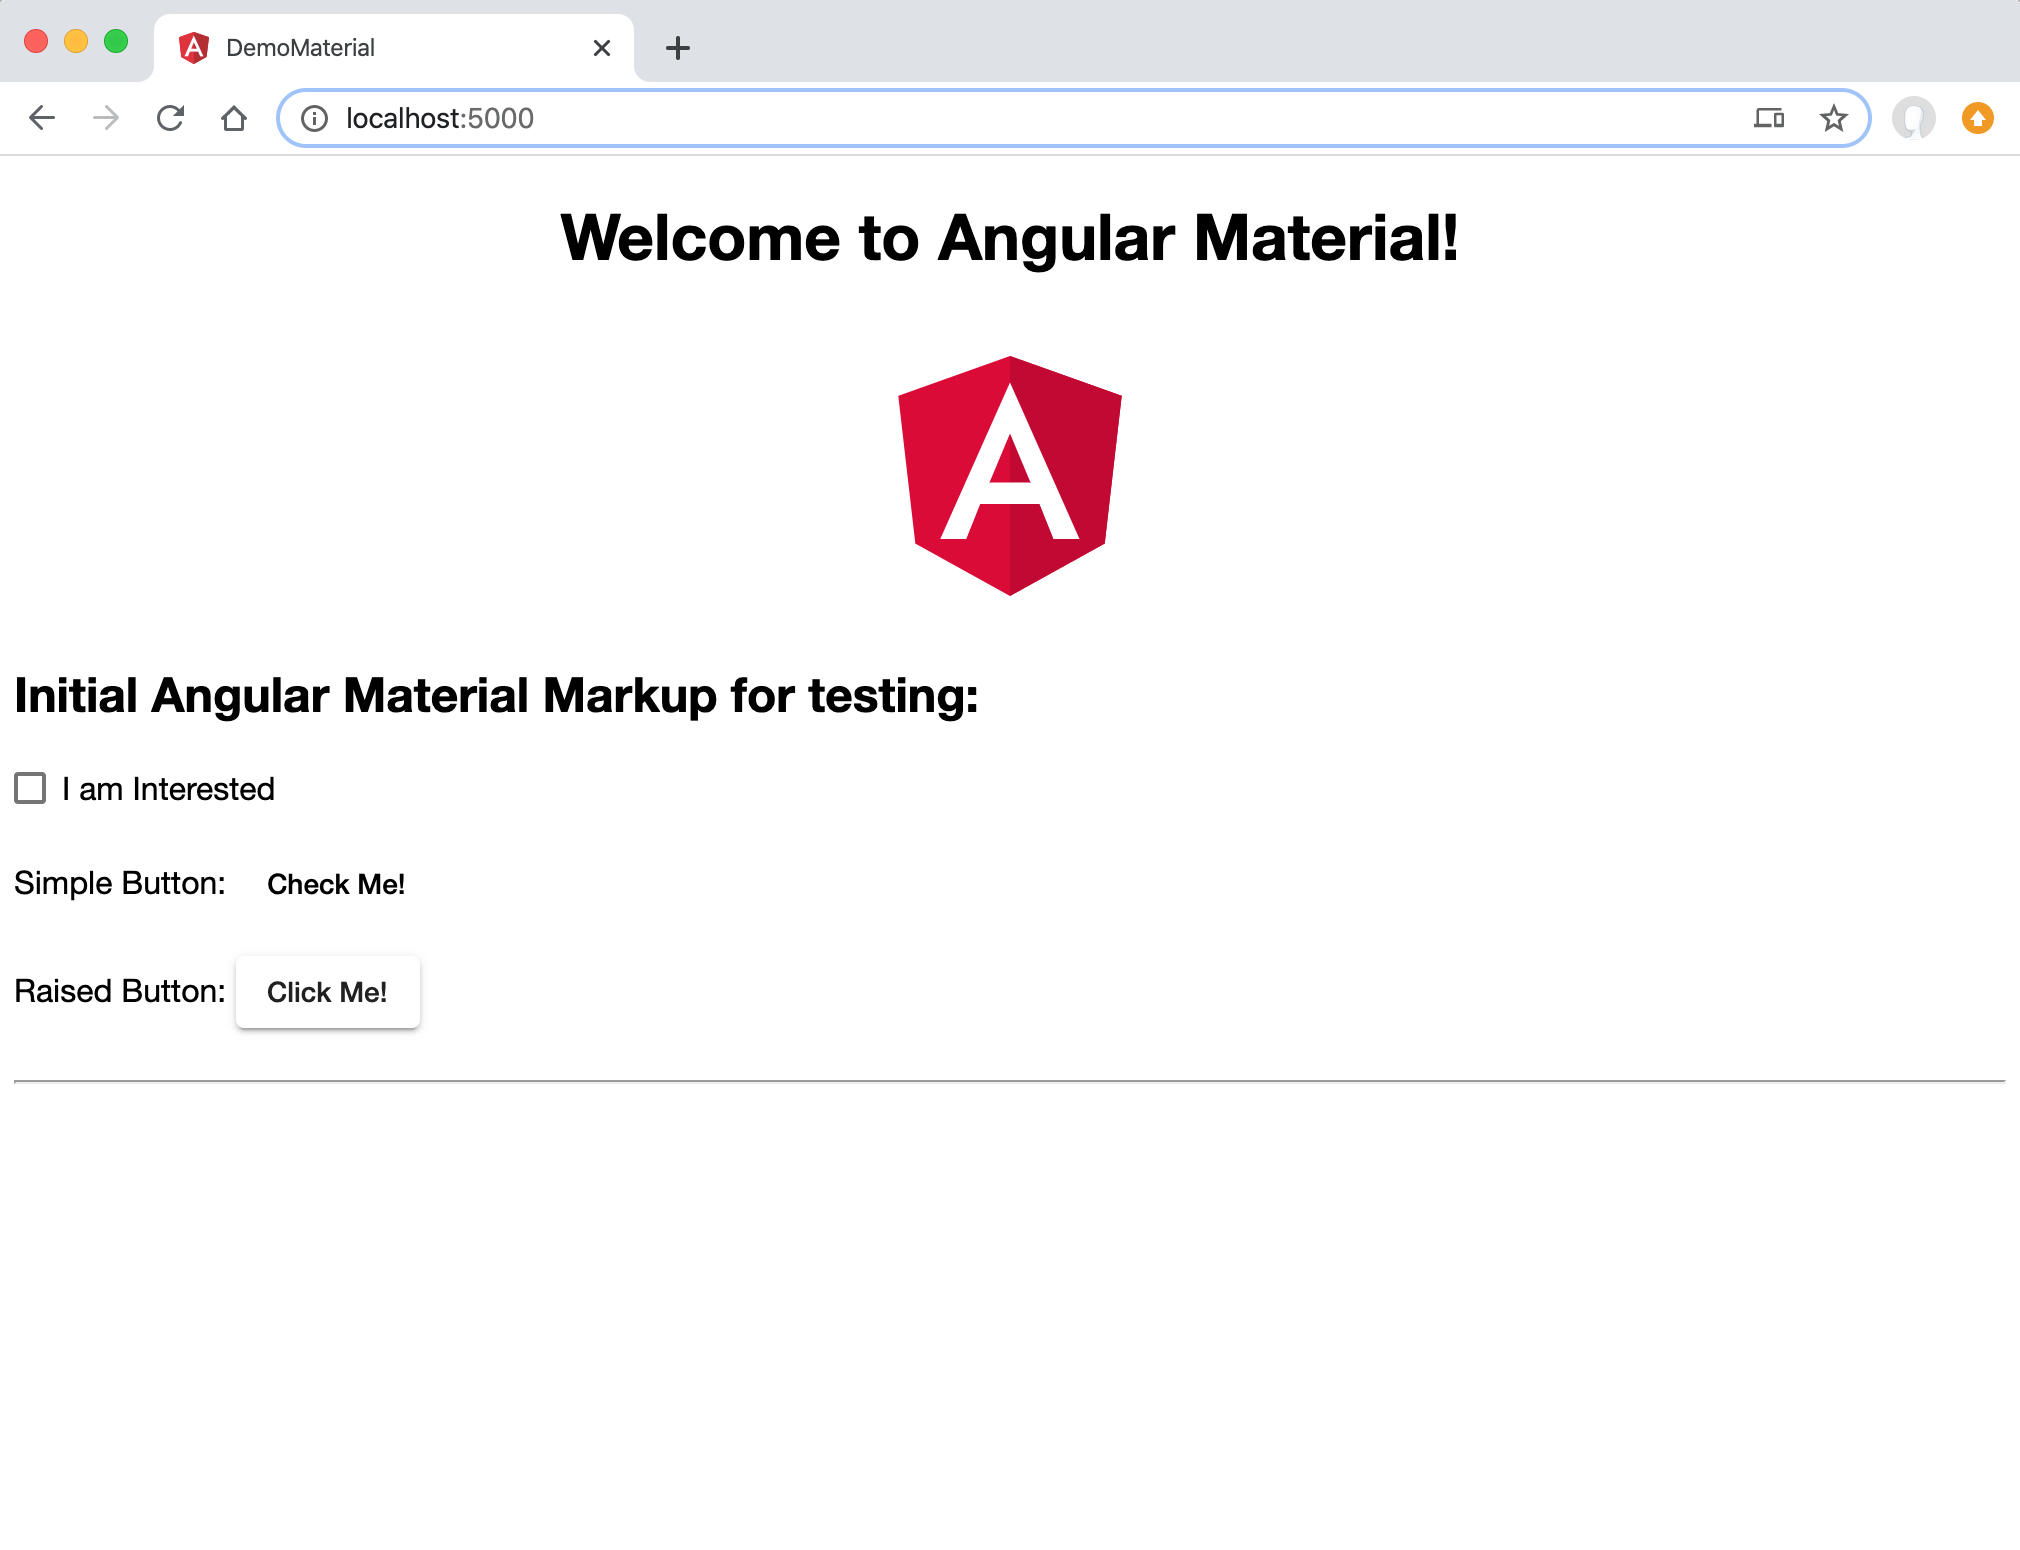 DemoMaterial
localhost:5000
Welcome to Angular Material!
A
Initial Angular Material Markup for testing:
I am Interested
Simple Button: Check Me!
Raised Button: Click Me!